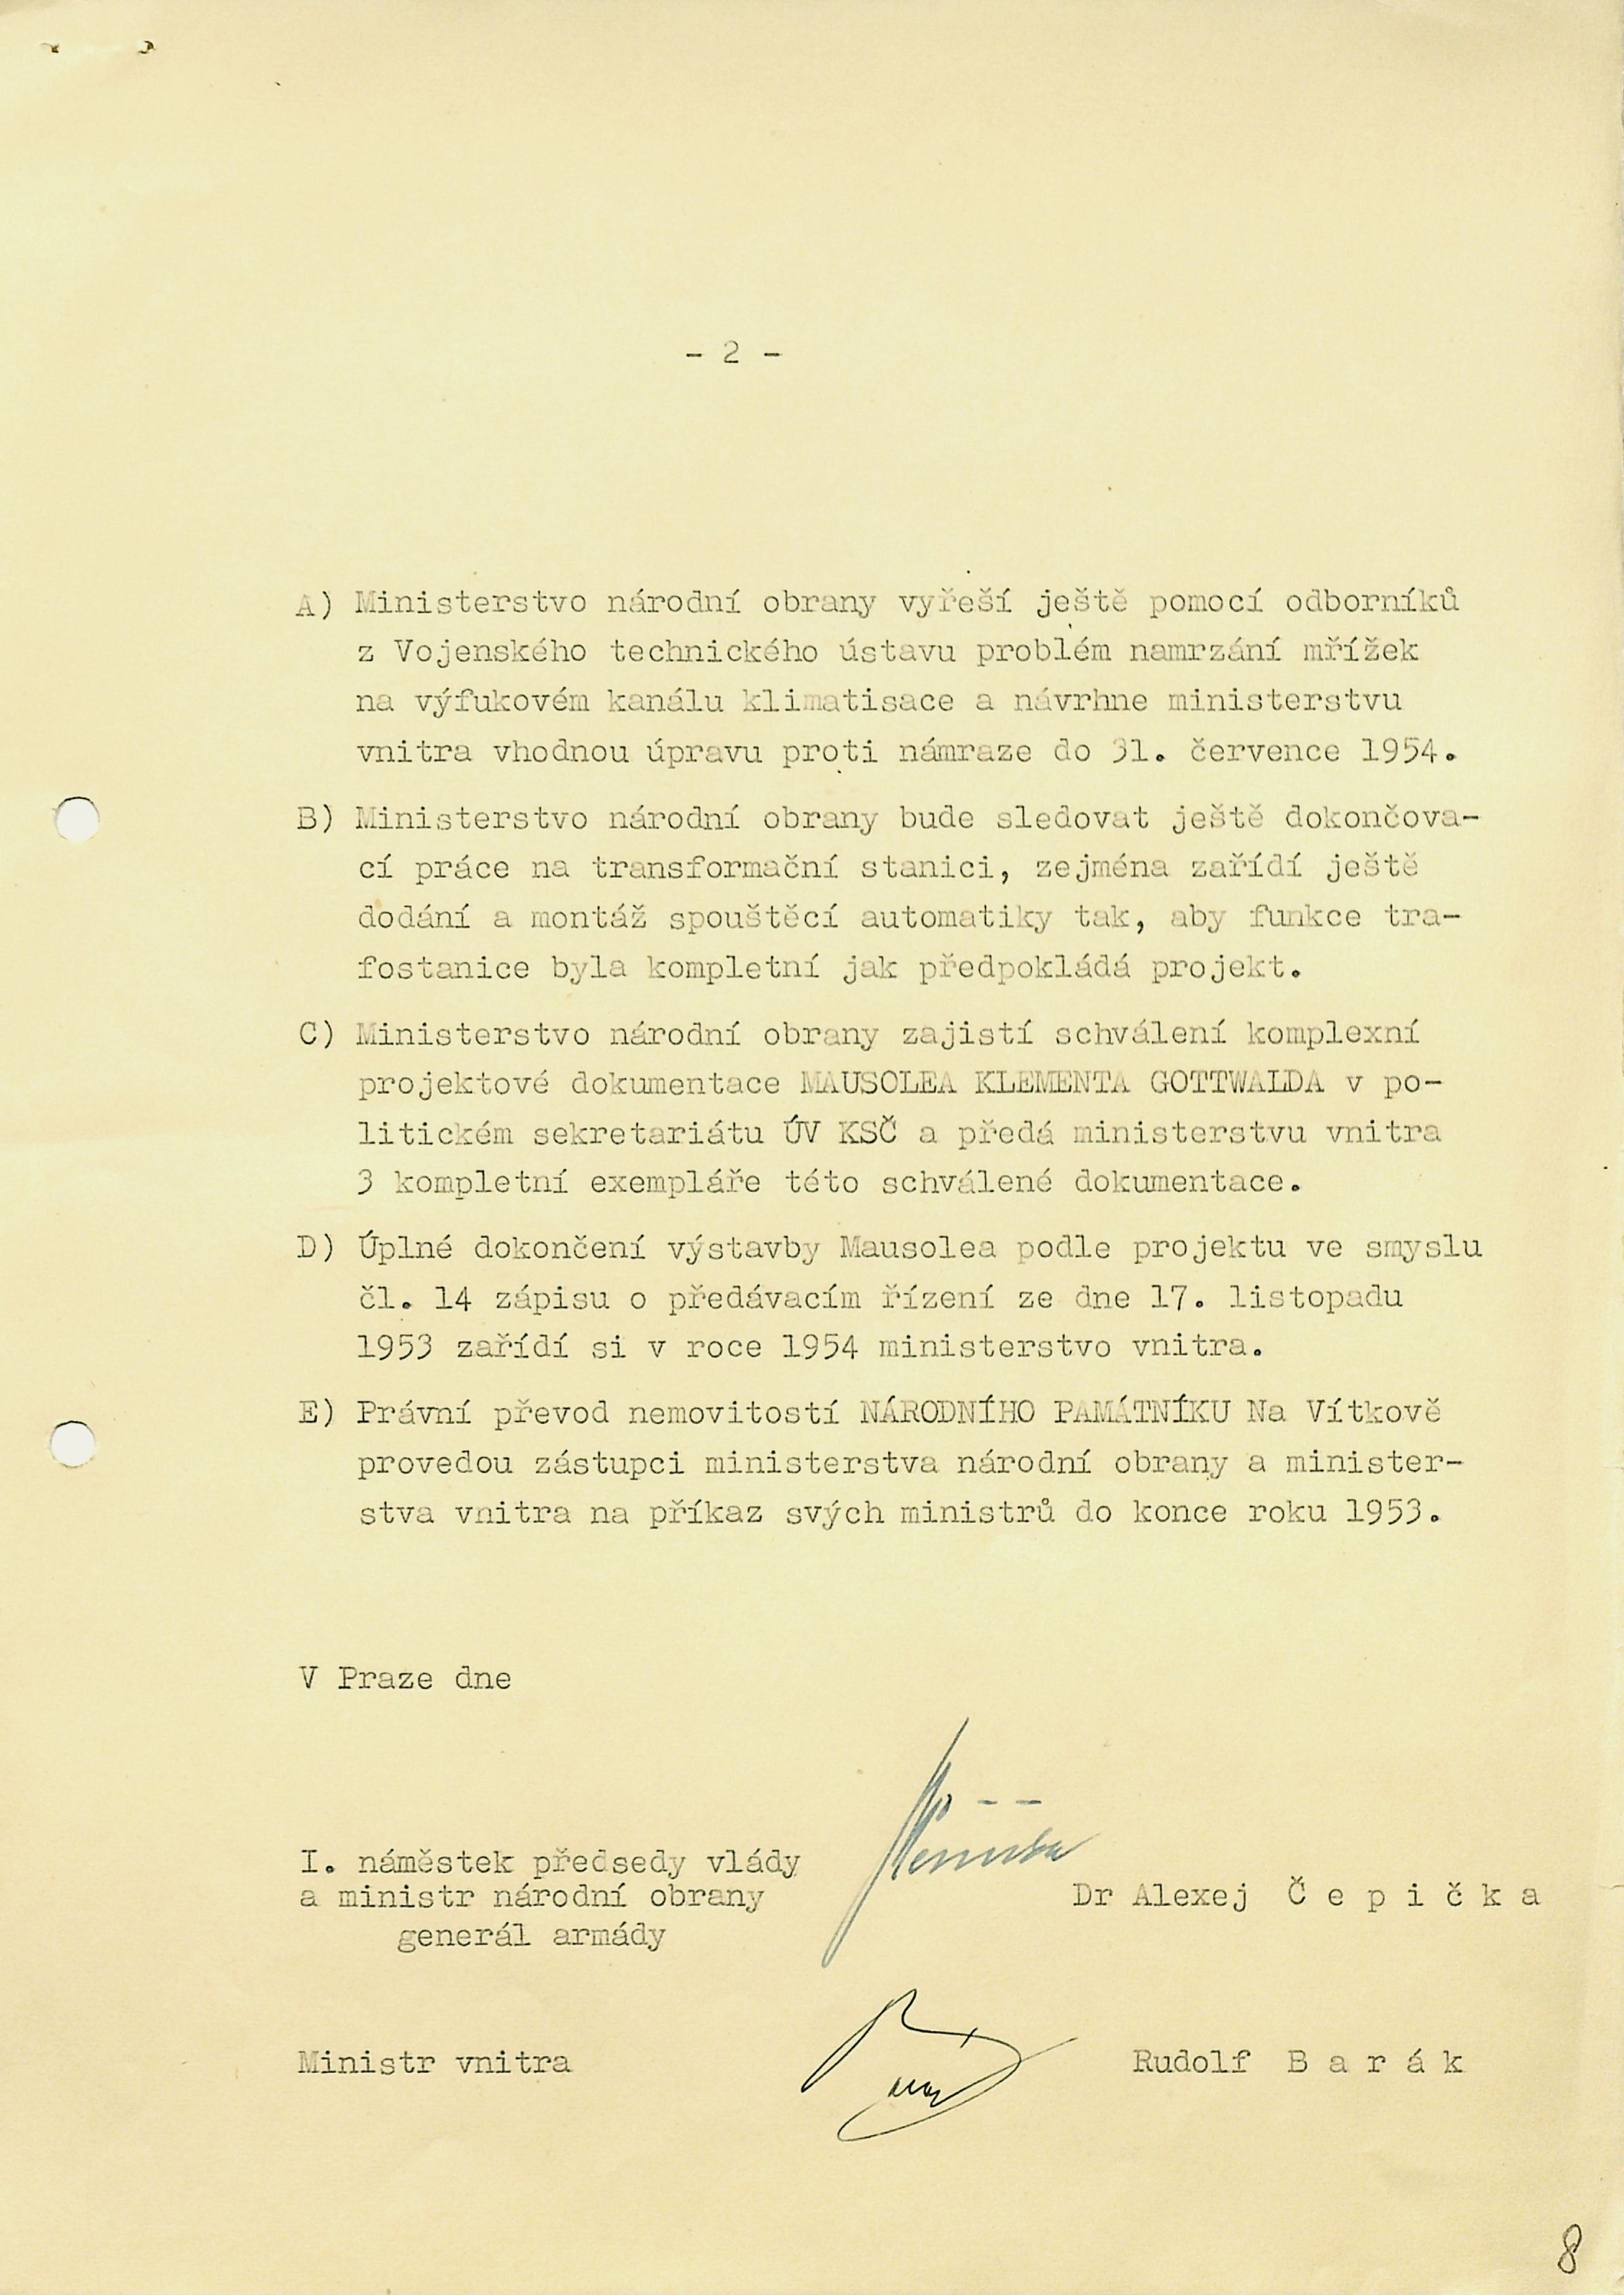 - 2 -
A) Ministerstvo národní obrany vyřeší ještě pomocí odborníků
z Vojenského technického ústavu problém namrzání mřížek
na výfukovém kanálu klimatisace a návrhne ministerstvu
vnitra vhodnou úpravu proti námraze do 31. července 1954.
B) Ministerstvo národní obrany bude sledovat ještě dokončova-
cí práce na transformační stanici, zejména zařídí ještě
dodání a montáž spouštěcí automatiky tak, aby funkce tra-
fostanice byla kompletní jak předpokládá projekt.
C) Ministerstvo národní obrany zajistí schválení komplexní
projektové dokumentace MAUSOLEA KLEMENTA GOTTWALDA v po-
litickém sekretariátu ÚV KSČ a předá ministerstvu vnitra
3 kompletní exempláře této schválené dokumentace.
D) Úplné dokončení výstavby Mausolea podle projektu ve smyslu
čl. 14 zápisu o předávacím řízení ze dne 17. listopadu
1953 zařídí si v roce 1954 ministerstvo vnitra.
E) Právní převod nemovitostí NÁRODNÍHO PAMÁTNÍKU Na Vítkově
provedou zástupci ministerstva národní obrany a minister-
stva vnitra na příkaz svých ministrů do konce roku 1953.
V Praze dne
I. náměstek předsedy vlády
a ministr národní obrany
generál armády
Dr Alexej Č e p i č k a
Ministr vnitra
Rudolf B a r á k
8